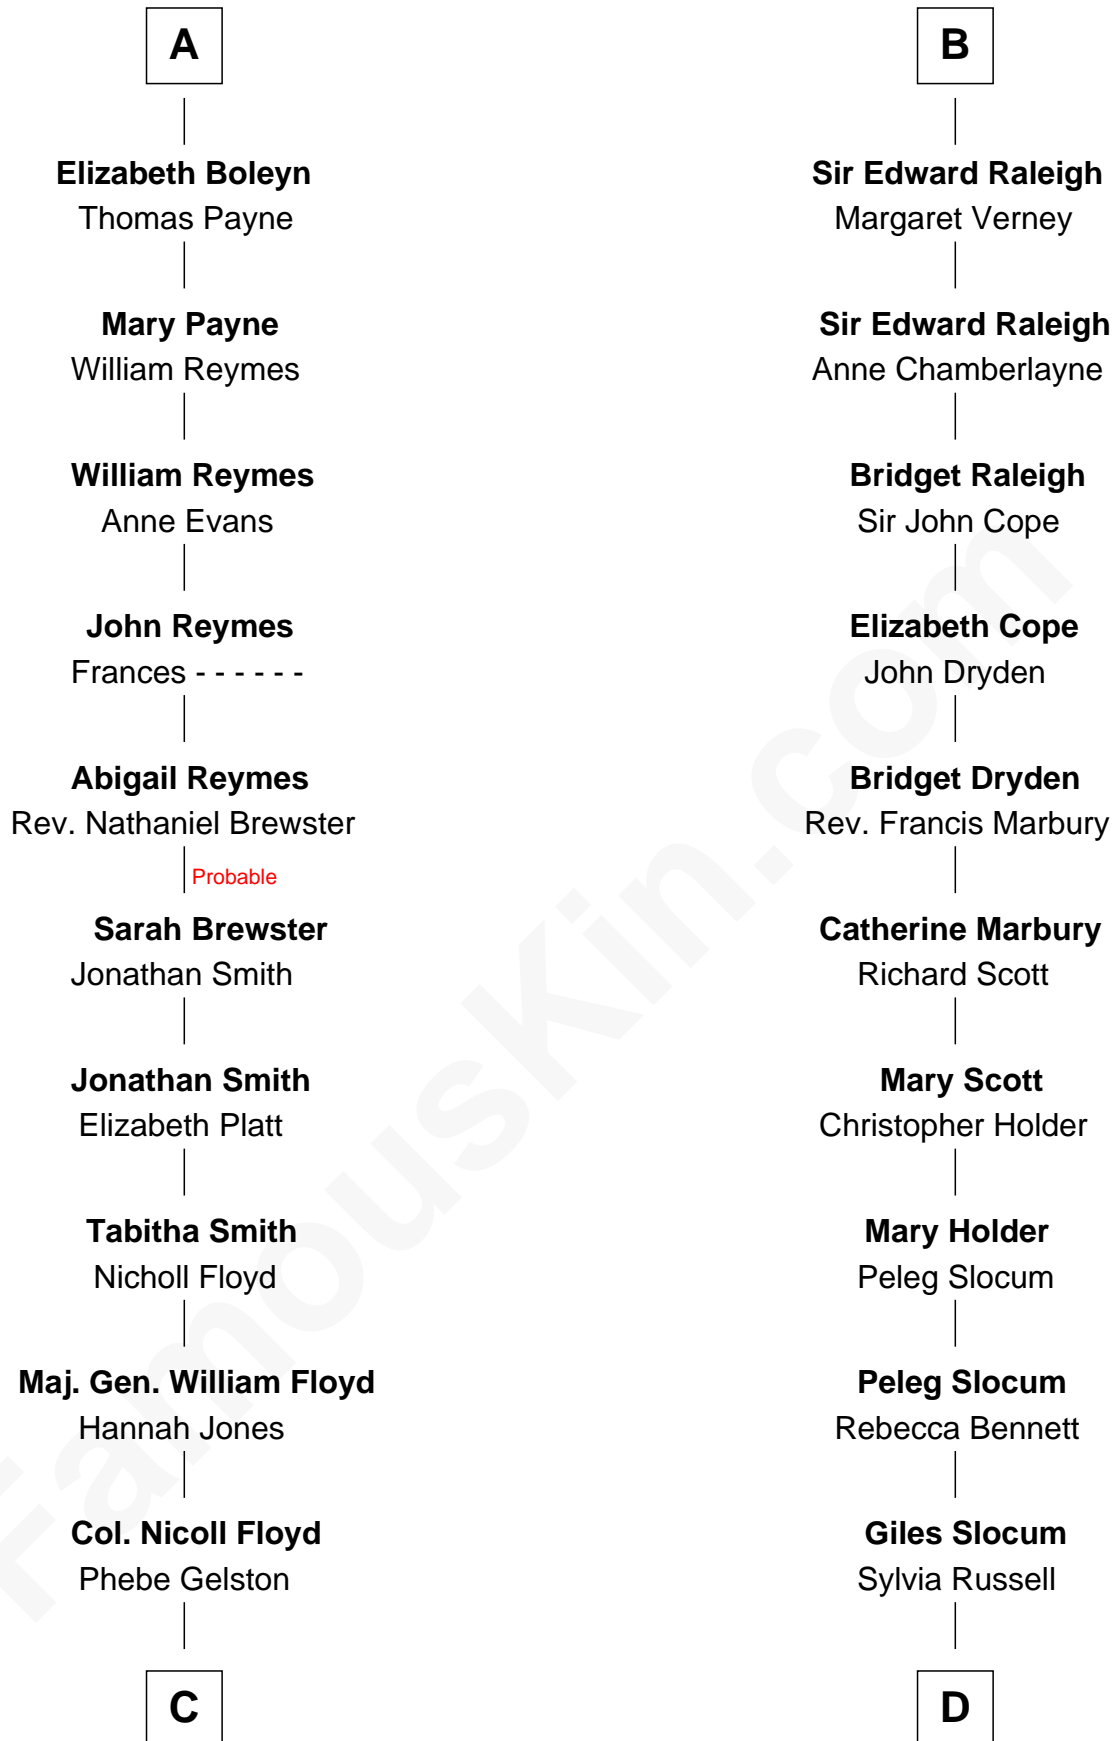 A
Elizabeth Boleyn
Thomas Payne
Mary Payne
William Reymes
William Reymes
Anne Evans
John Reymes
Frances - - - - - -
Abigail Reymes
Rev. Nathaniel Brewster
Probable
Sarah Brewster
Jonathan Smith
Jonathan Smith
Elizabeth Platt
Tabitha Smith
Nicholl Floyd
Maj. Gen. William Floyd
Hannah Jones
Col. Nicoll Floyd
Phebe Gelston
C
B
Sir Edward Raleigh
Margaret Verney
Sir Edward Raleigh
Anne Chamberlayne
Bridget Raleigh
Sir John Cope
Elizabeth Cope
John Dryden
Bridget Dryden
Rev. Francis Marbury
Catherine Marbury
Richard Scott
Mary Scott
Christopher Holder
Mary Holder
Peleg Slocum
Peleg Slocum
Rebecca Bennett
Giles Slocum
Sylvia Russell
D
FamousKin.com